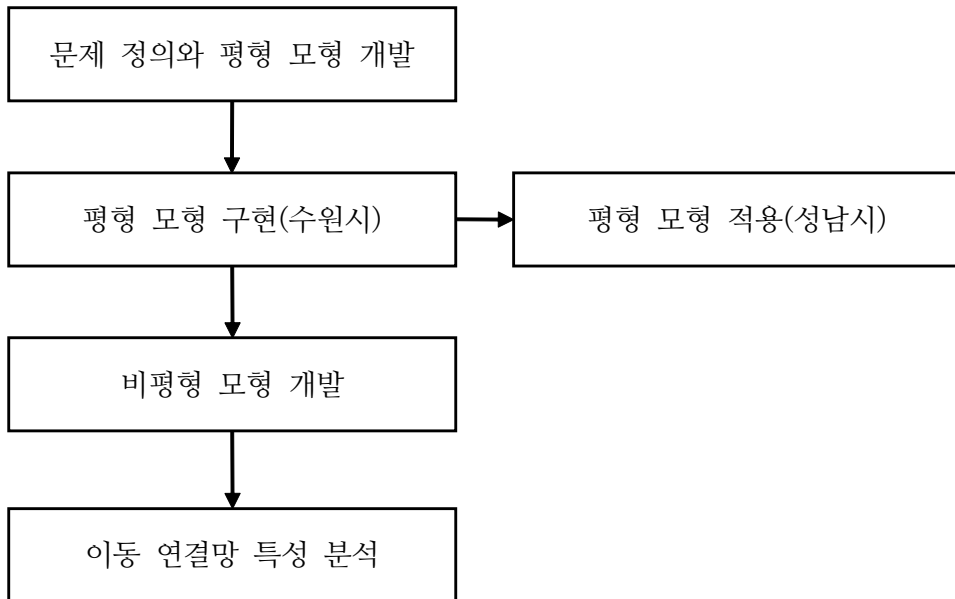 문제 정의와 평형 모형 개발
평형 모형 구현(수원시)
평형 모형 적용(성남시)
비평형 모형 개발
이동 연결망 특성 분석